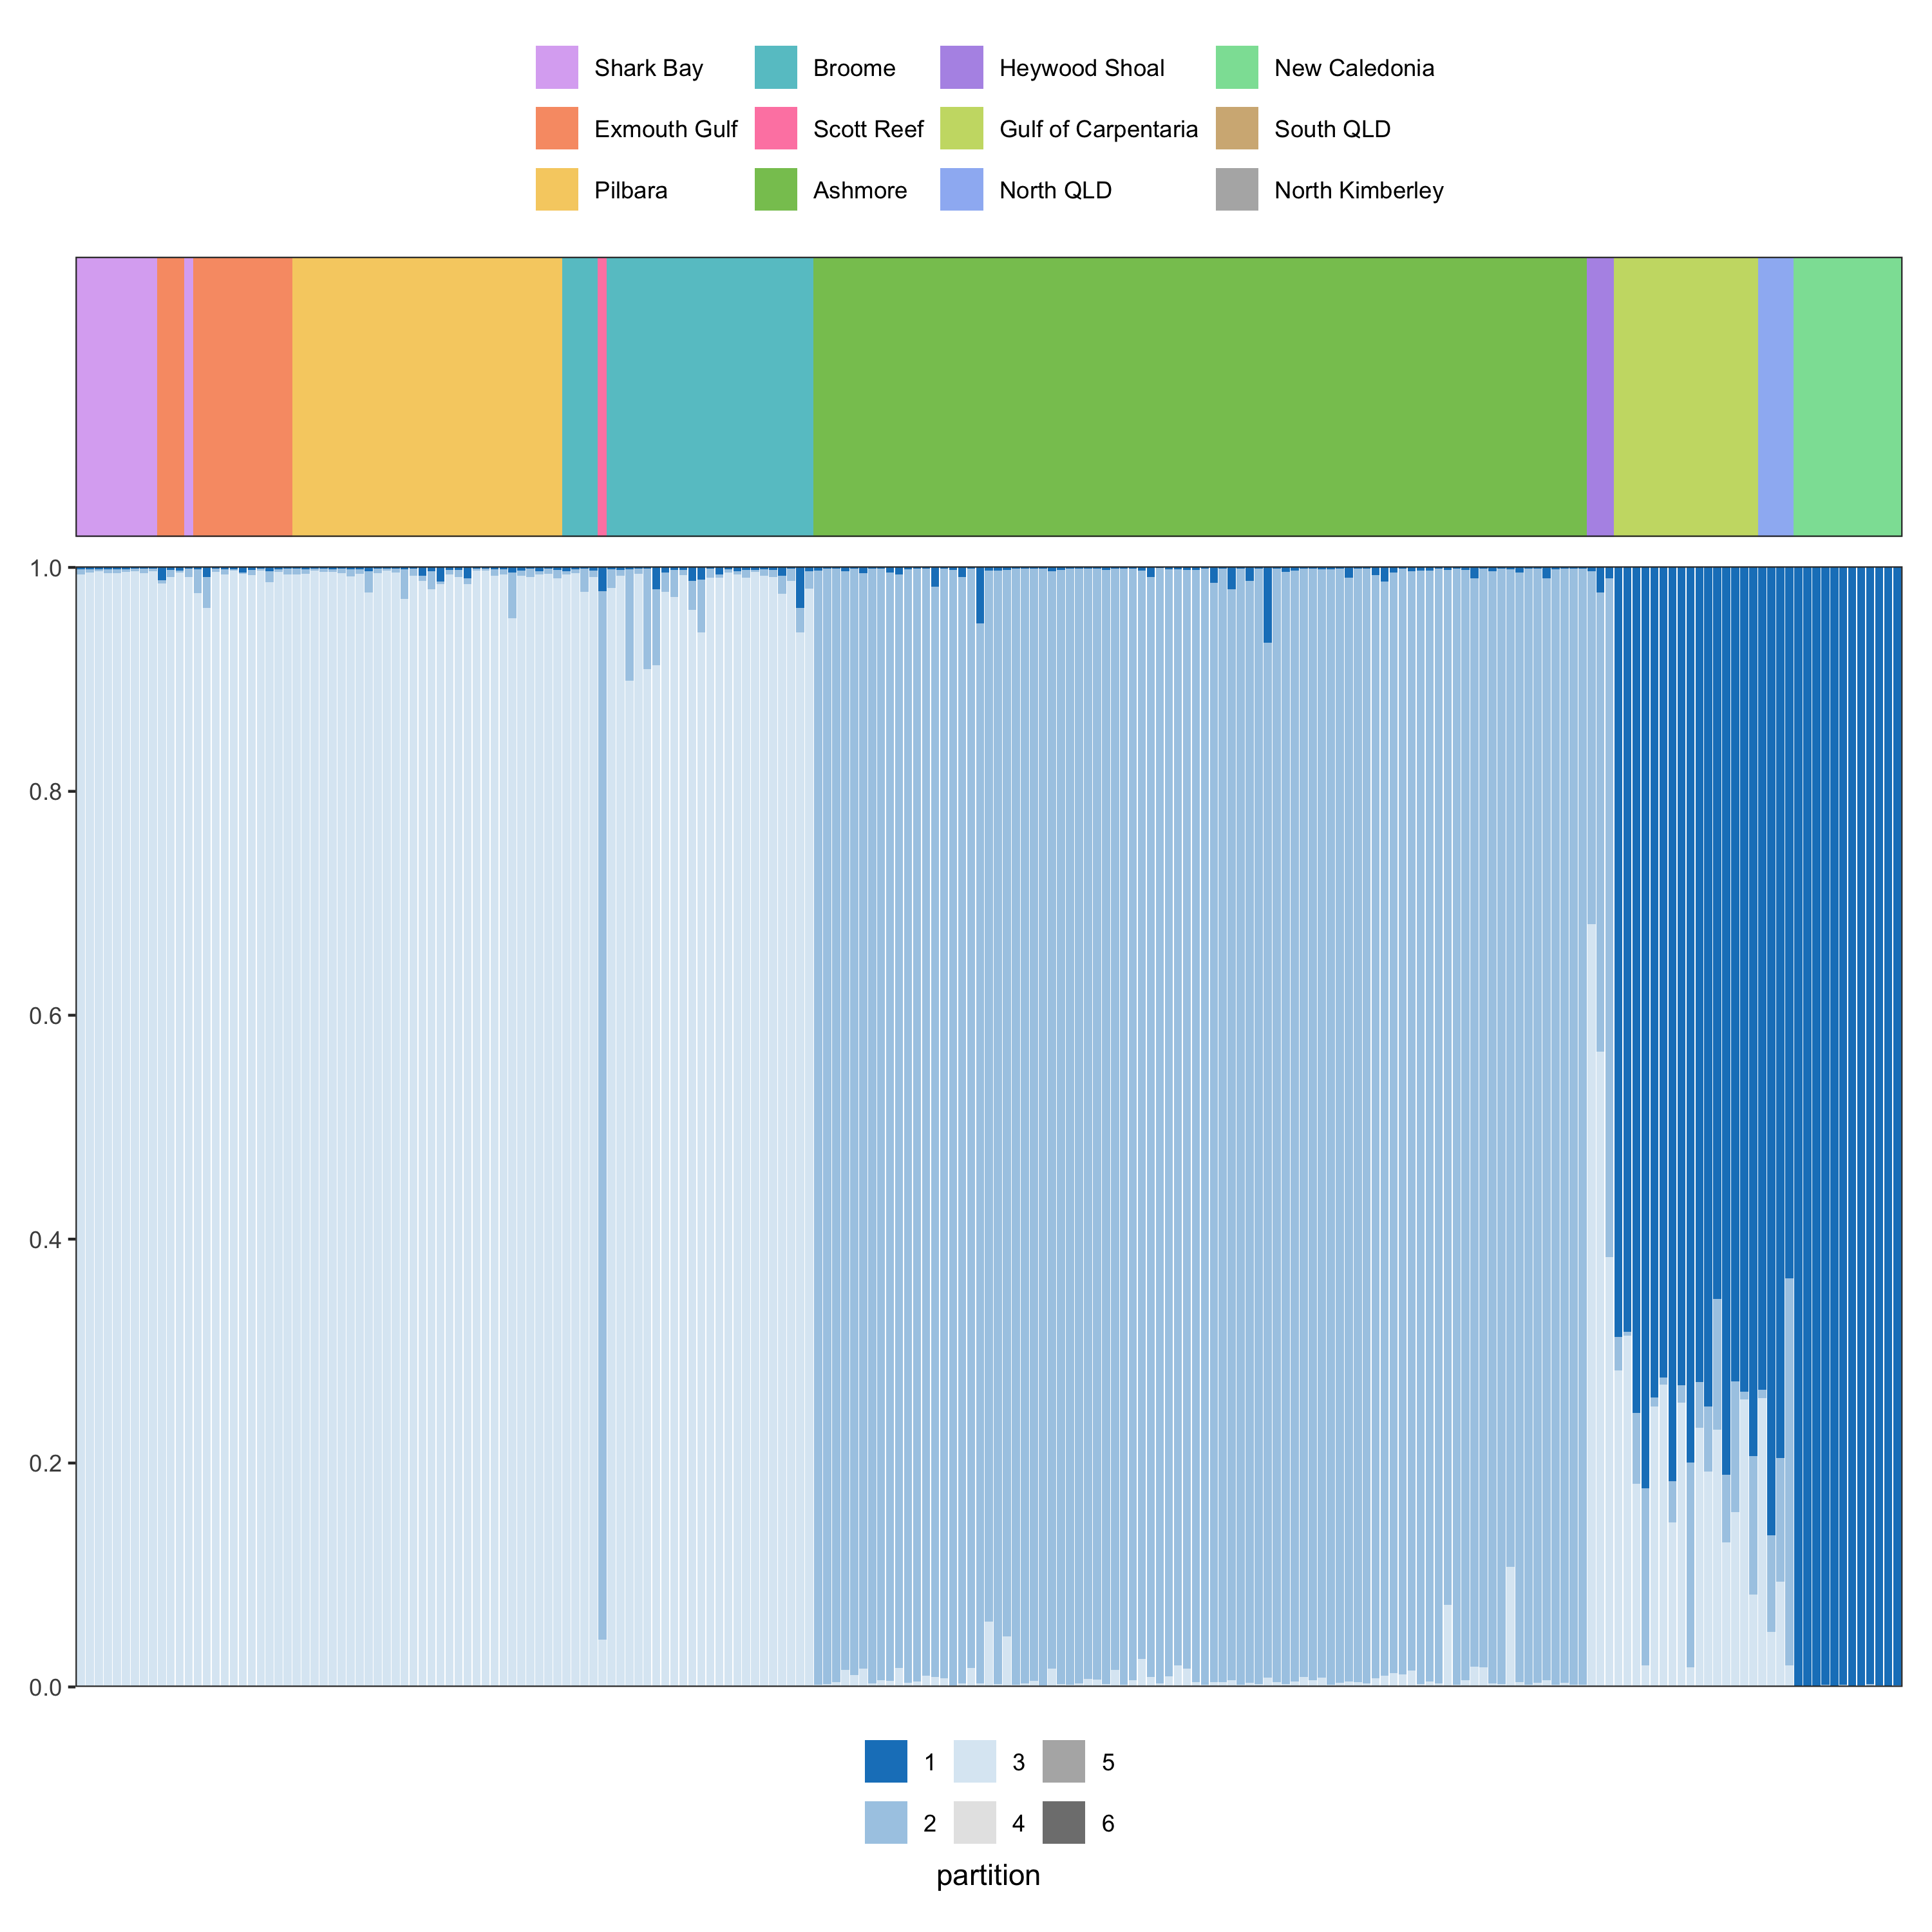 Shark Bay Broome Heywood Shoal New Caledonia
Exmouth Gulf Scott Reef Gulf of Carpentaria South QLD
Pilbara Ashmore North QLD North Kimberley
1.0
0.8
0.6
0.4
0.2
0.0
1 3 5
2 4 6
partition